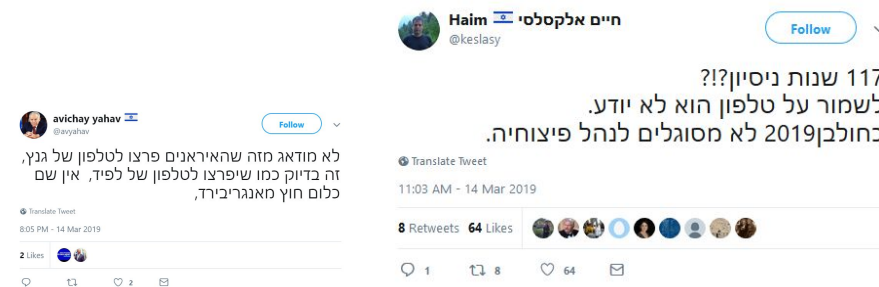 avichay yahav
@avyahav
Follow
לא מודאג מזה שהאיראנים פרצו לטלפון של גנץ,
זה בדיוק כמו שיפרצו לטלפון של לפיד, אין שם
כלום חוץ מאנגריבירד,
Translate Tweet
8:05 PM - 14 Mar 2019
2 Likes
2
Haim חיים אלקסלסי
@keslasy
Follow
117 שנות ניסיון?!?
לשמור על טלפון הוא לא יודע.
כחולבן2019 לא מסוגלים לנהל פיצוחיה.
Translate Tweet
11:03 AM - 14 Mar 2019
8 Retweets 64 Likes
1 8 64